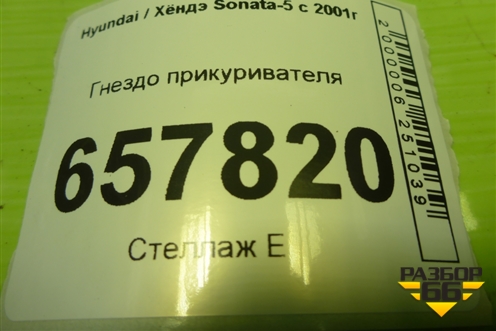 Hyundai / Хёндэ Sonata-5 с 2001г
Гнездо прикуривателя
657820
Стеллаж Е
2000006251039
РАЗБОР
66